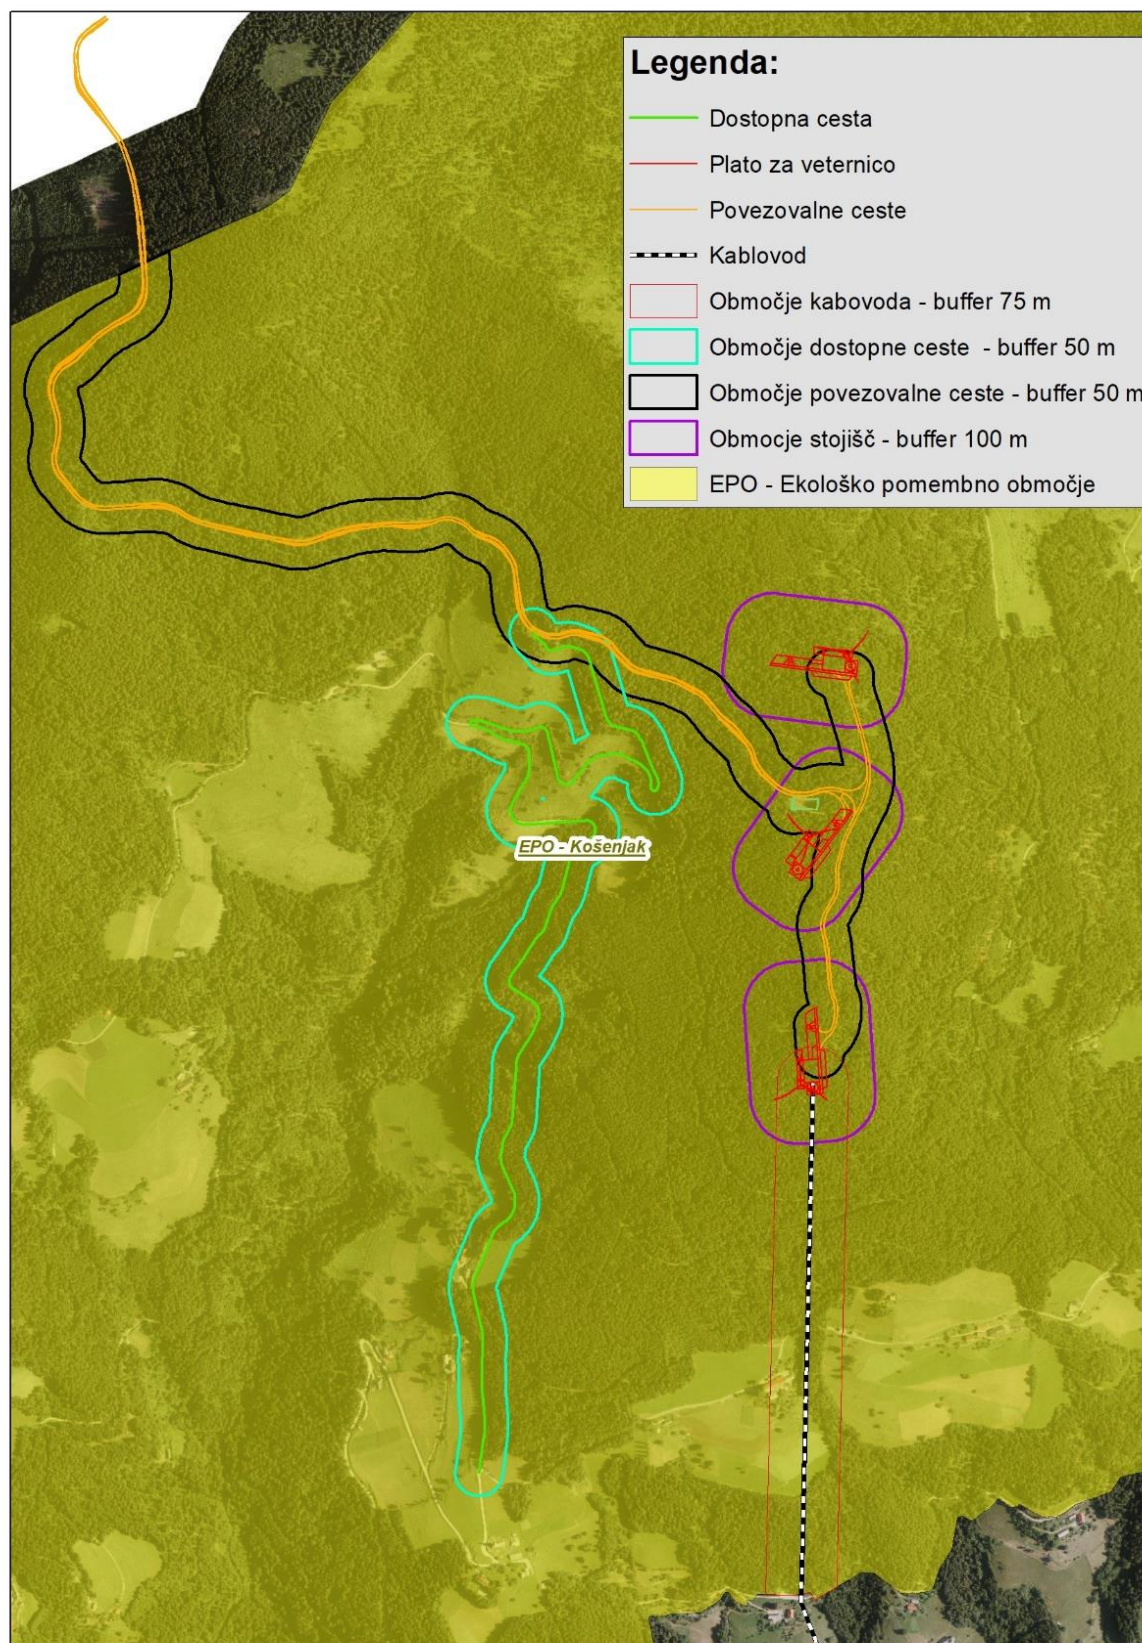 Legenda:
Dostopna cesta
Plato za veternico
Povezovalne ceste
Kablovod
Območje kabovoda - buffer 75 m
Območje dostopne ceste  - buffer 50 m
Območje povezovalne ceste - buffer 50 m
Obmocje stojišč - buffer 100 m
EPO - Ekološko pomembno območje
EPO - Košenjak